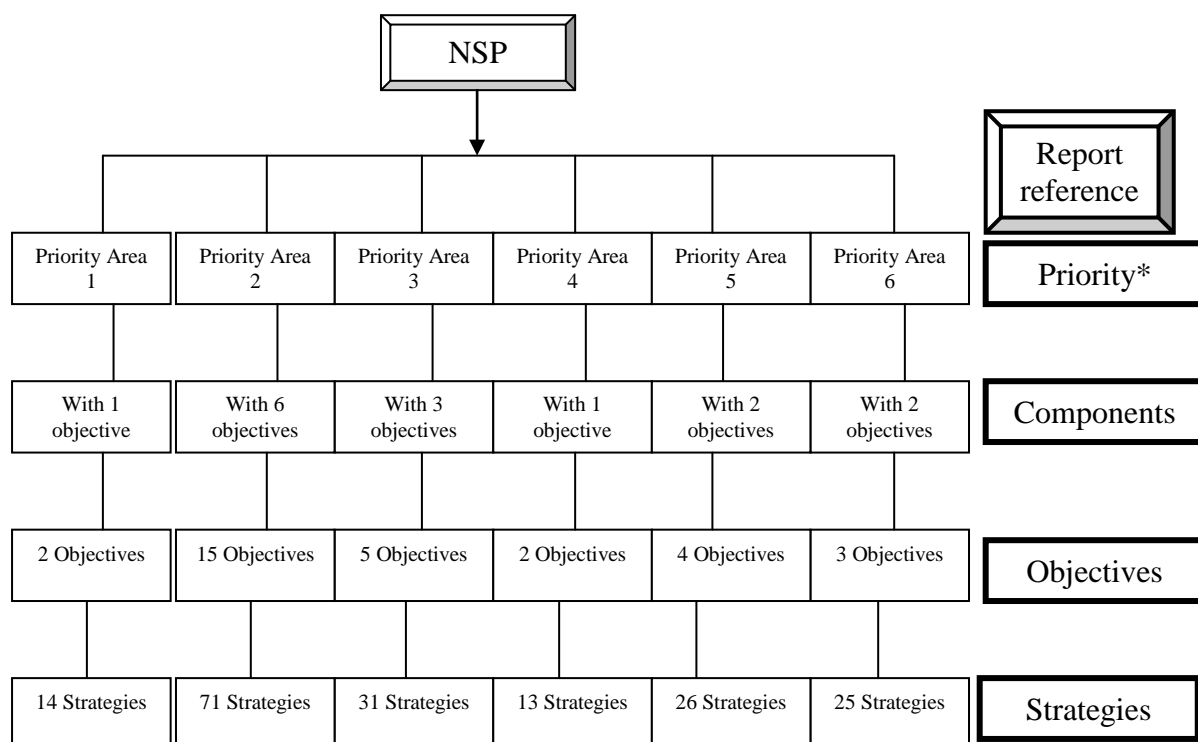 NSP
Report
reference
Priority Area
1
Priority Area
2
Priority Area
3
Priority Area
4
Priority Area
5
Priority Area
6
Priority*
With 1
objective
With 6
objectives
With 3
objectives
With 1
objective
With 2
objectives
With 2
objectives
Components
2 Objectives
15 Objectives
5 Objectives
2 Objectives
4 Objectives
3 Objectives
Objectives
14 Strategies
71 Strategies
31 Strategies
13 Strategies
26 Strategies
25 Strategies
Strategies